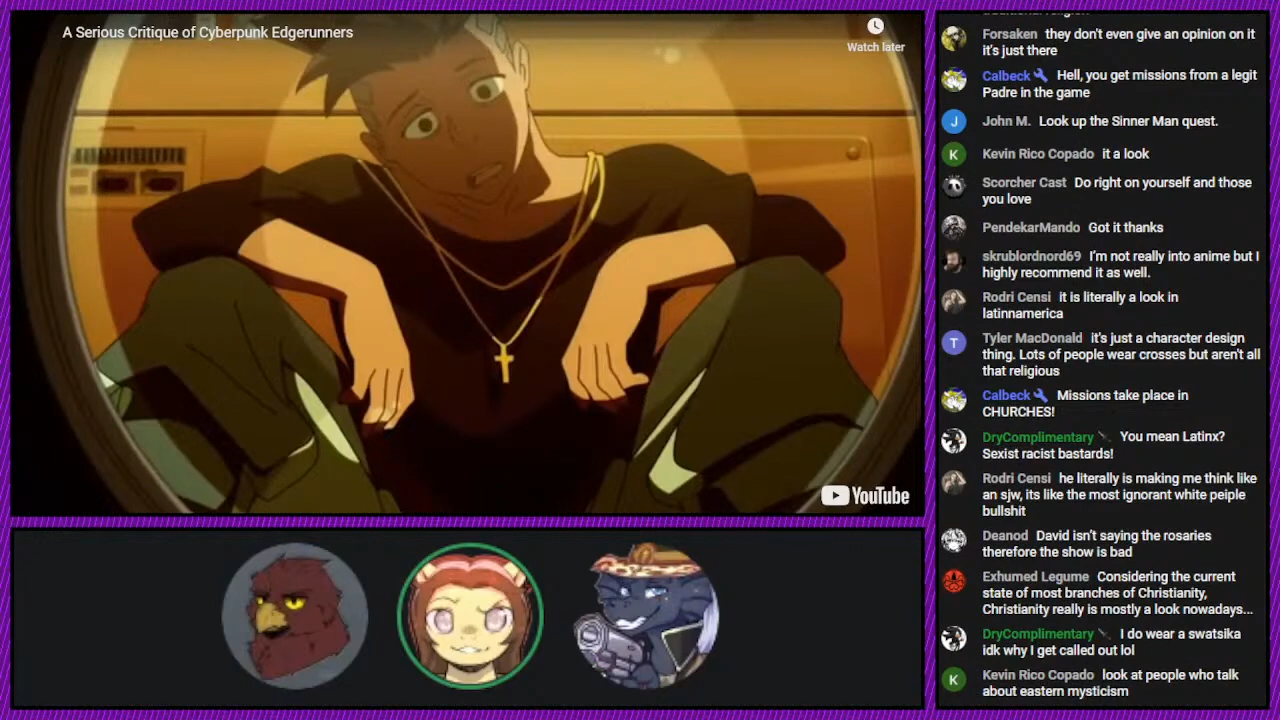 A Serious Critique of Cyberpunk Edgerunners
Watch later
YouTube
Forsaken they don't even give an opinion on it
it's just there
Calbeck Hell, you get missions from a legit
Padre in the game
J
John M. Look up the Sinner Man quest.
K
Kevin Rico Copado it a look
Scorcher Cast Do right on yourself and those
you love
PendekarMando Got it thanks
skrublordnord69 I'm not really into anime but I
highly recommend it as well.
Rodri Censi it is literally a look in
latinnamerica
T
Tyler MacDonald it's just a character design
thing. Lots of people wear crosses but aren't all
that religious
Calbeck Missions take place in
CHURCHES!
DryComplimentary You mean Latinx?
Sexist racist bastards!
Rodri Censi he literally is making me think like
an sjw, its like the most ignorant white peiple
bullshit
Deanod David isn't saying the rosaries
therefore the show is bad
Exhumed Legume Considering the current
state of most branches of Christianity,
Christianity really is mostly a look nowadays...
DryComplimentary I do wear a swatsika
idk why I get called out lol
K
Kevin Rico Copado look at people who talk
about eastern mysticism